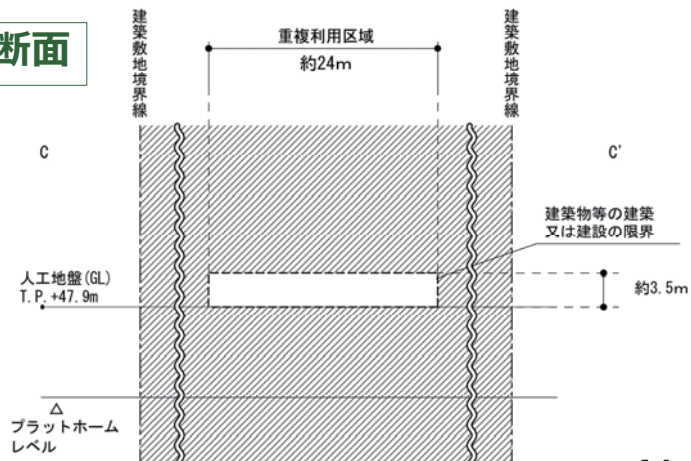 断面
建築敷地境界線
重複利用区域
約24m
建築敷地境界線
C
C'
建築物等の建築
又は建設の限界
人工地盤(GL)
T.P.+47.9m
約3.5m
プラットホーム
レベル